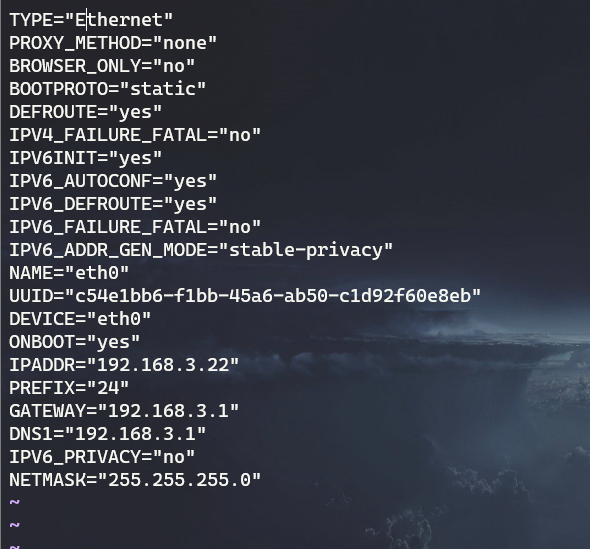 TYPE="Ethernet"
PROXY_METHOD="none"
BROWSER_ONLY="no"
BOOTPROTO="static"
DEFROUTE="yes"
IPV4_FAILURE_FATAL="no"
IPV6INIT="yes"
IPV6_AUTOCONF="yes"
IPV6_DEFROUTE="yes"
IPV6_FAILURE_FATAL="no"
IPV6_ADDR_GEN_MODE="stable-privacy"
NAME="eth0"
UUID="c54e1bb6-f1bb-45a6-ab50-c1d92f60e8eb"
DEVICE="eth0"
ONBOOT="yes"
IPADDR="192.168.3.22"
PREFIX="24"
GATEWAY="192.168.3.1"
DNS1="192.168.3.1"
IPV6_PRIVACY="no"
NETMASK="255.255.255.0"
~
~
~